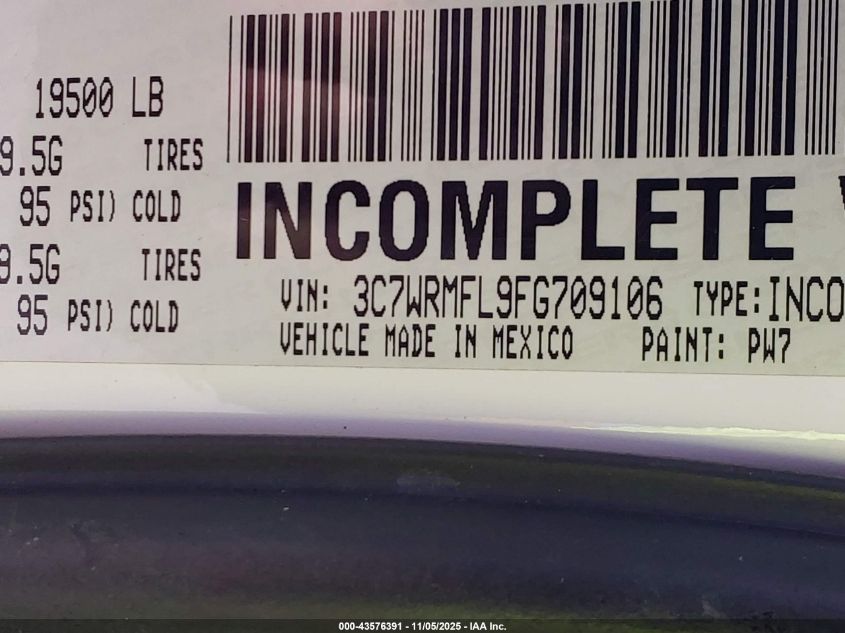 19500 LB
9.5G TIRES
95 PSI) COLD
9.5G TIRES
95 PSI) COLD
INCOMPLETE
VIN: 3C7WRMFL9FG709106 TYPE:INCO
VEHICLE MADE IN MEXICO PAINT: PW7
000-43576391 - 11/05/2025 - IAA Inc.